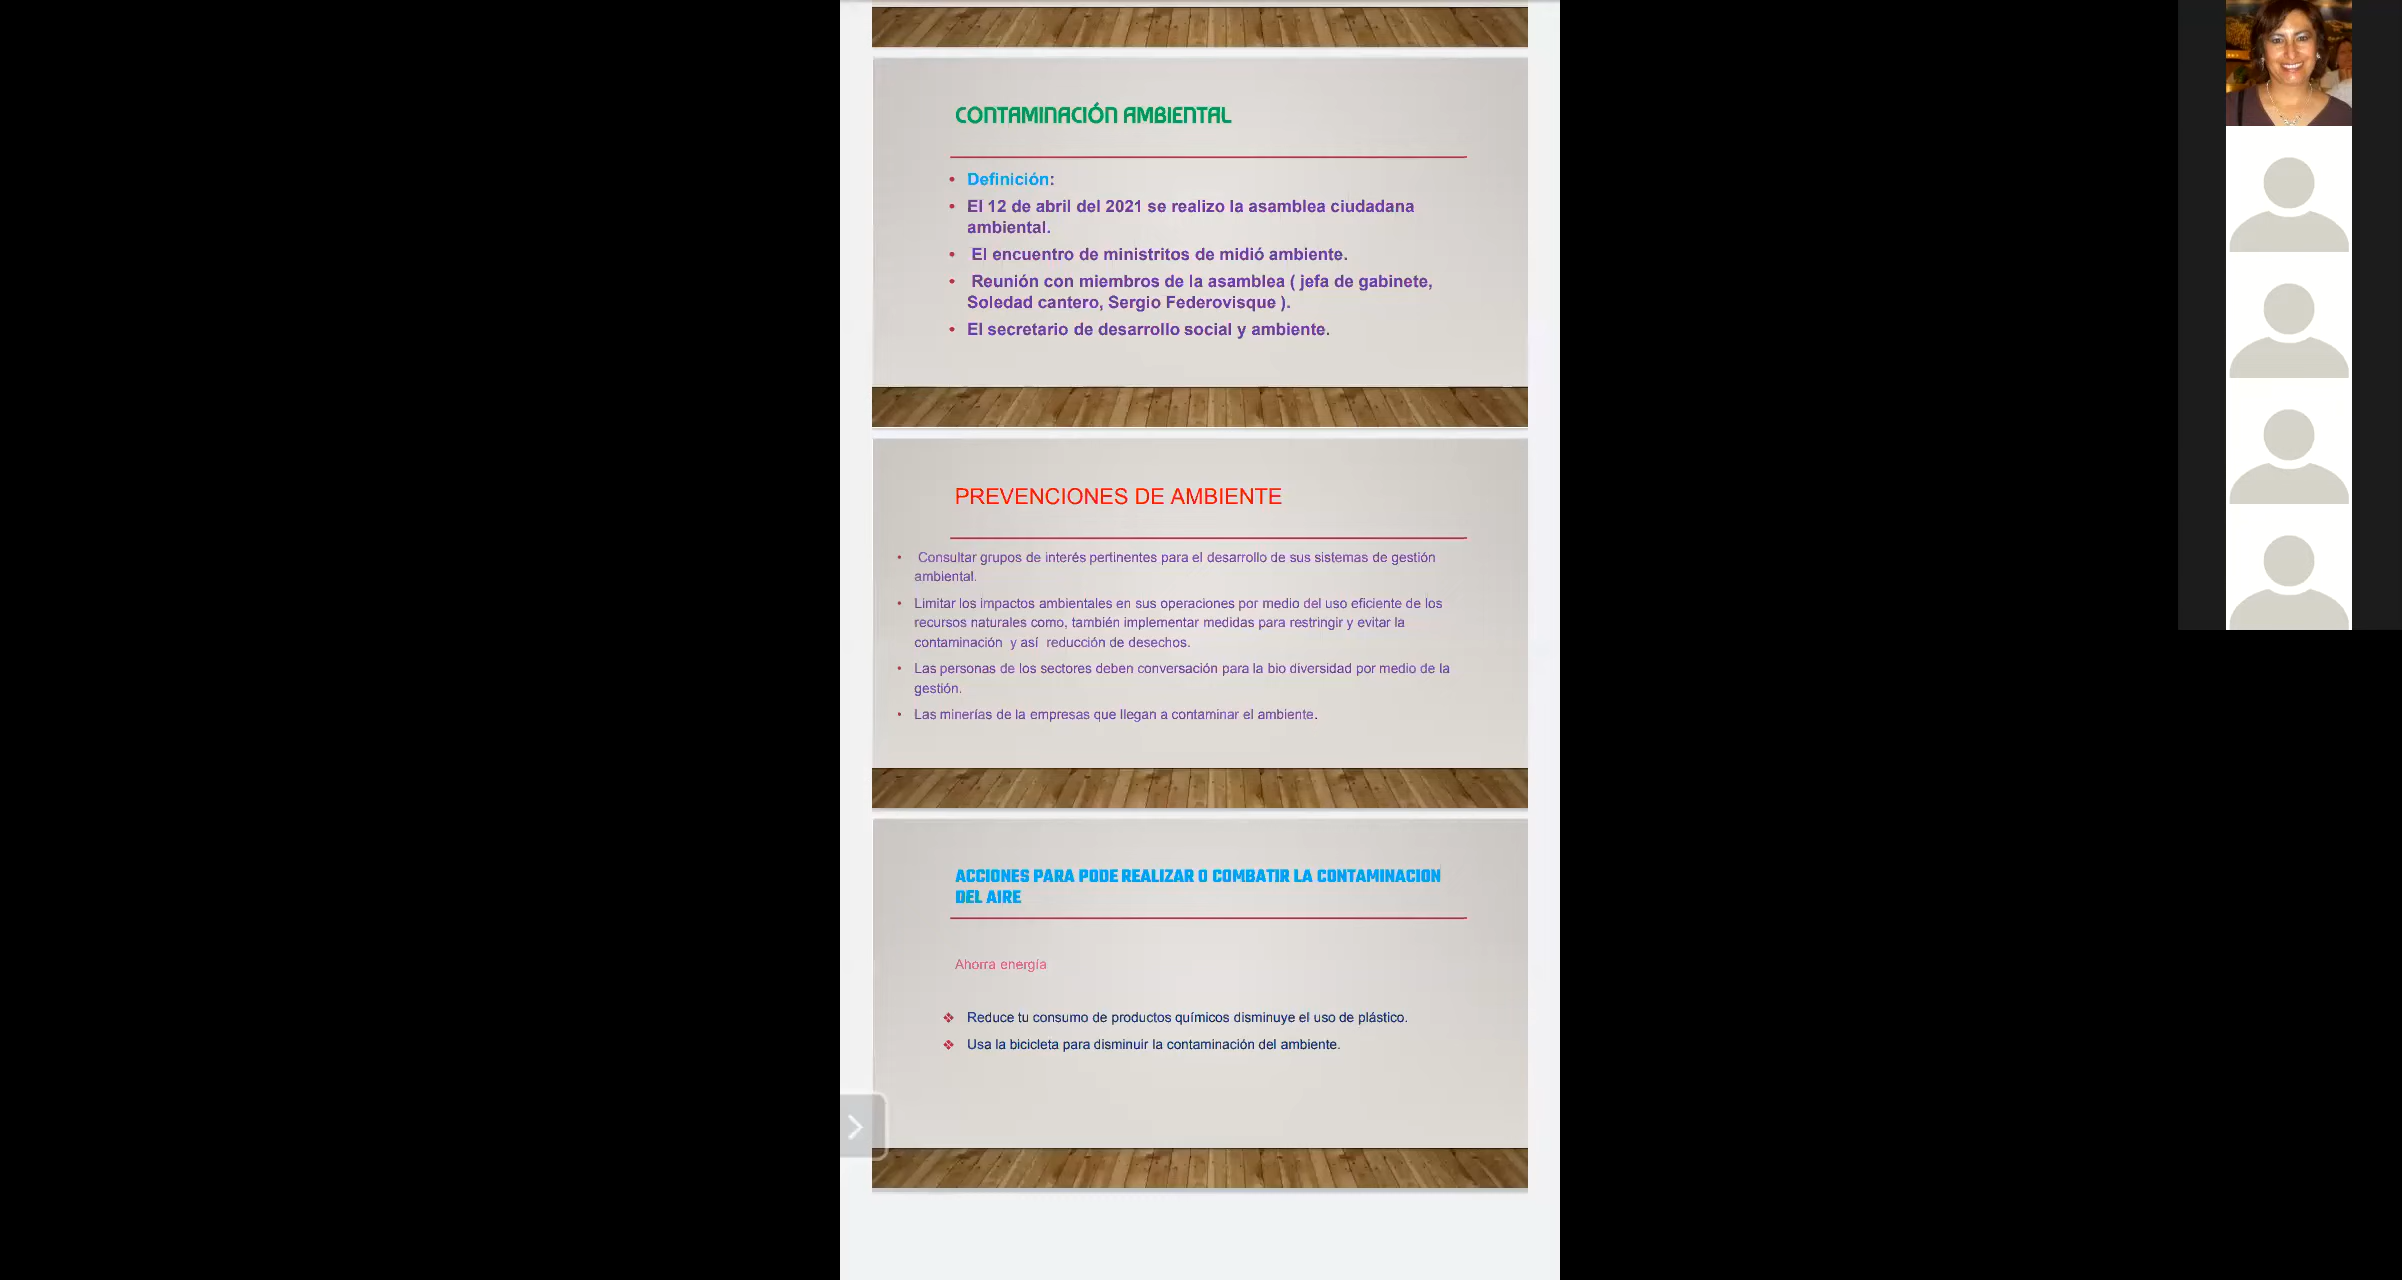 CONTAMINACIÓN AMBIENTAL
• Definición:
• El 12 de abril del 2021 se realizo la asamblea ciudadana
ambiental.
• El encuentro de ministritos de midió ambiente.
• Reunión con miembros de la asamblea ( jefa de gabinete,
Soledad cantero, Sergio Federovisque ).
• El secretario de desarrollo social y ambiente.
PREVENCIONES DE AMBIENTE
• Consultar grupos de interés pertinentes para el desarrollo de sus sistemas de gestión
ambiental.
• Limitar los impactos ambientales en sus operaciones por medio del uso eficiente de los
recursos naturales como, también implementar medidas para restringir y evitar la
contaminación y así reducción de desechos.
• Las personas de los sectores deben conversación para la bio diversidad por medio de la
gestión.
• Las minerías de la empresas que llegan a contaminar el ambiente.
ACCIONES PARA PODE REALIZAR O COMBATIR LA CONTAMINACION
DEL AIRE
Ahorra energía
❖ Reduce tu consumo de productos químicos disminuye el uso de plástico.
❖ Usa la bicicleta para disminuir la contaminación del ambiente.